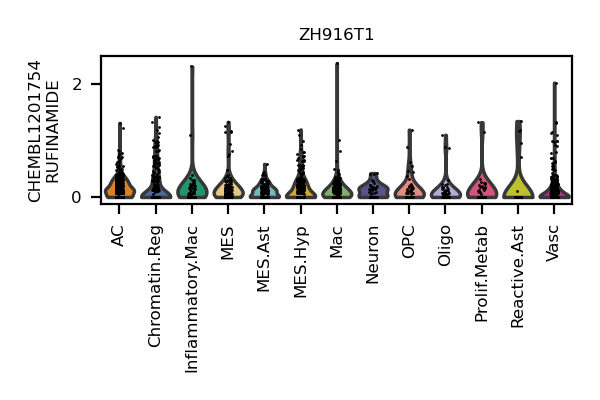 ZH916T1
CHEMBL1201754
RUFINAMIDE
2
0
AC
Chromatin.Reg
Inflammatory.Mac
MES
MES.Ast
MES.Hyp
Mac
Neuron
OPC
Oligo
Prolif.Metab
Reactive.Ast
Vasc